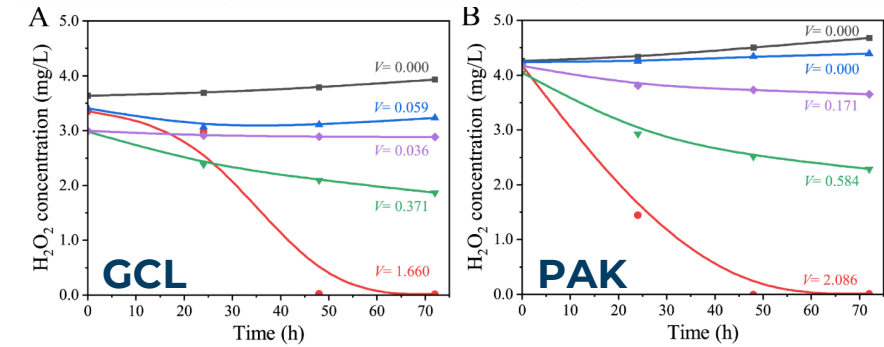 A
H₂O₂ concentration (mg/L)
5.0
4.0
3.0
2.0
1.0
0.0
V= 0.000
V= 0.059
V= 0.036
V= 0.371
V= 1.660
GCL
0 10 20 30 40 50 60 70
Time (h)
B
H₂O₂ concentration (mg/L)
5.0
4.0
3.0
2.0
1.0
0.0
V= 0.000
V= 0.000
V= 0.171
V= 0.584
V= 2.086
PAK
0 10 20 30 40 50 60 70
Time (h)